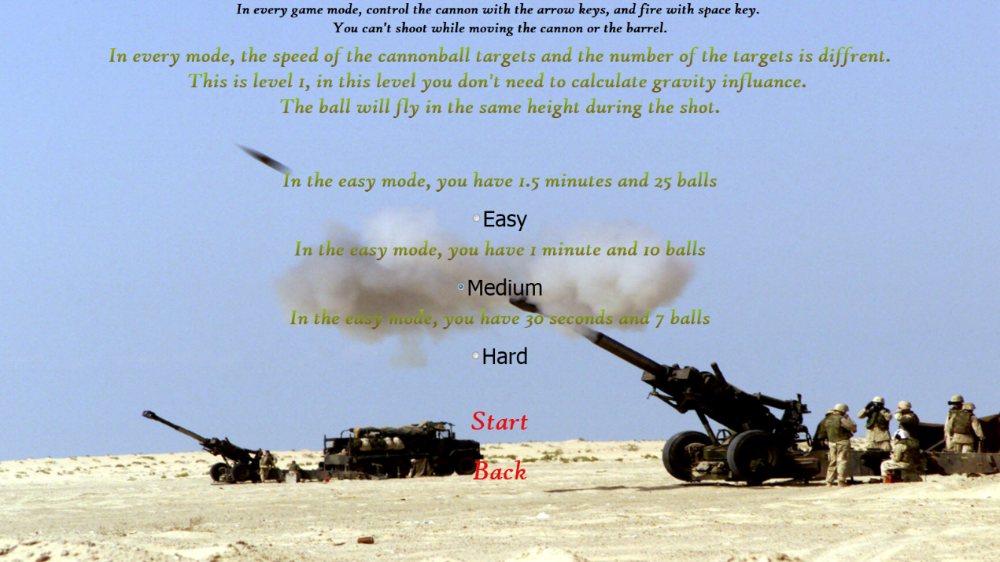 In every game mode, control the cannon with the arrow keys, and fire with space key.
You can't shoot while moving the cannon or the barrel.
In every mode, the speed of the cannonball targets and the number of the targets is diffrent.
This is level 1, in this level you don't need to calculate gravity influance.
The ball will fly in the same height during the shot.
In the easy mode, you have 1.5 minutes and 25 balls
Easy
In the easy mode, you have 1 minute and 10 balls
Medium
In the easy mode, you have 30 seconds and 7 balls
Hard
Start
Back